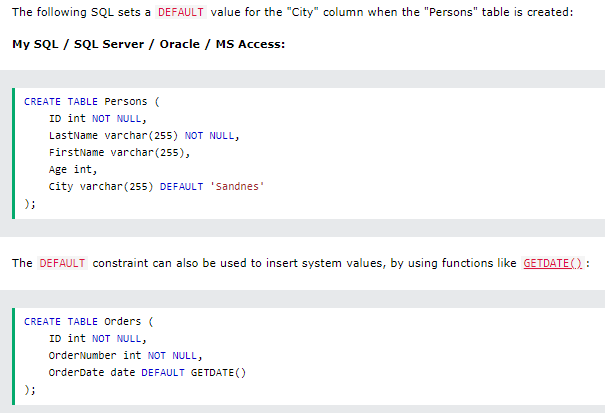 The following SQL sets a DEFAULT value for the "City" column when the "Persons" table is created:
My SQL / SQL Server / Oracle / MS Access:
CREATE TABLE Persons (
    ID int NOT NULL,
    LastName varchar(255) NOT NULL,
    FirstName varchar(255),
    Age int,
    City varchar(255) DEFAULT 'Sandnes'
);
The DEFAULT constraint can also be used to insert system values, by using functions like GETDATE() :
CREATE TABLE Orders (
    ID int NOT NULL,
    OrderNumber int NOT NULL,
    OrderDate date DEFAULT GETDATE()
);